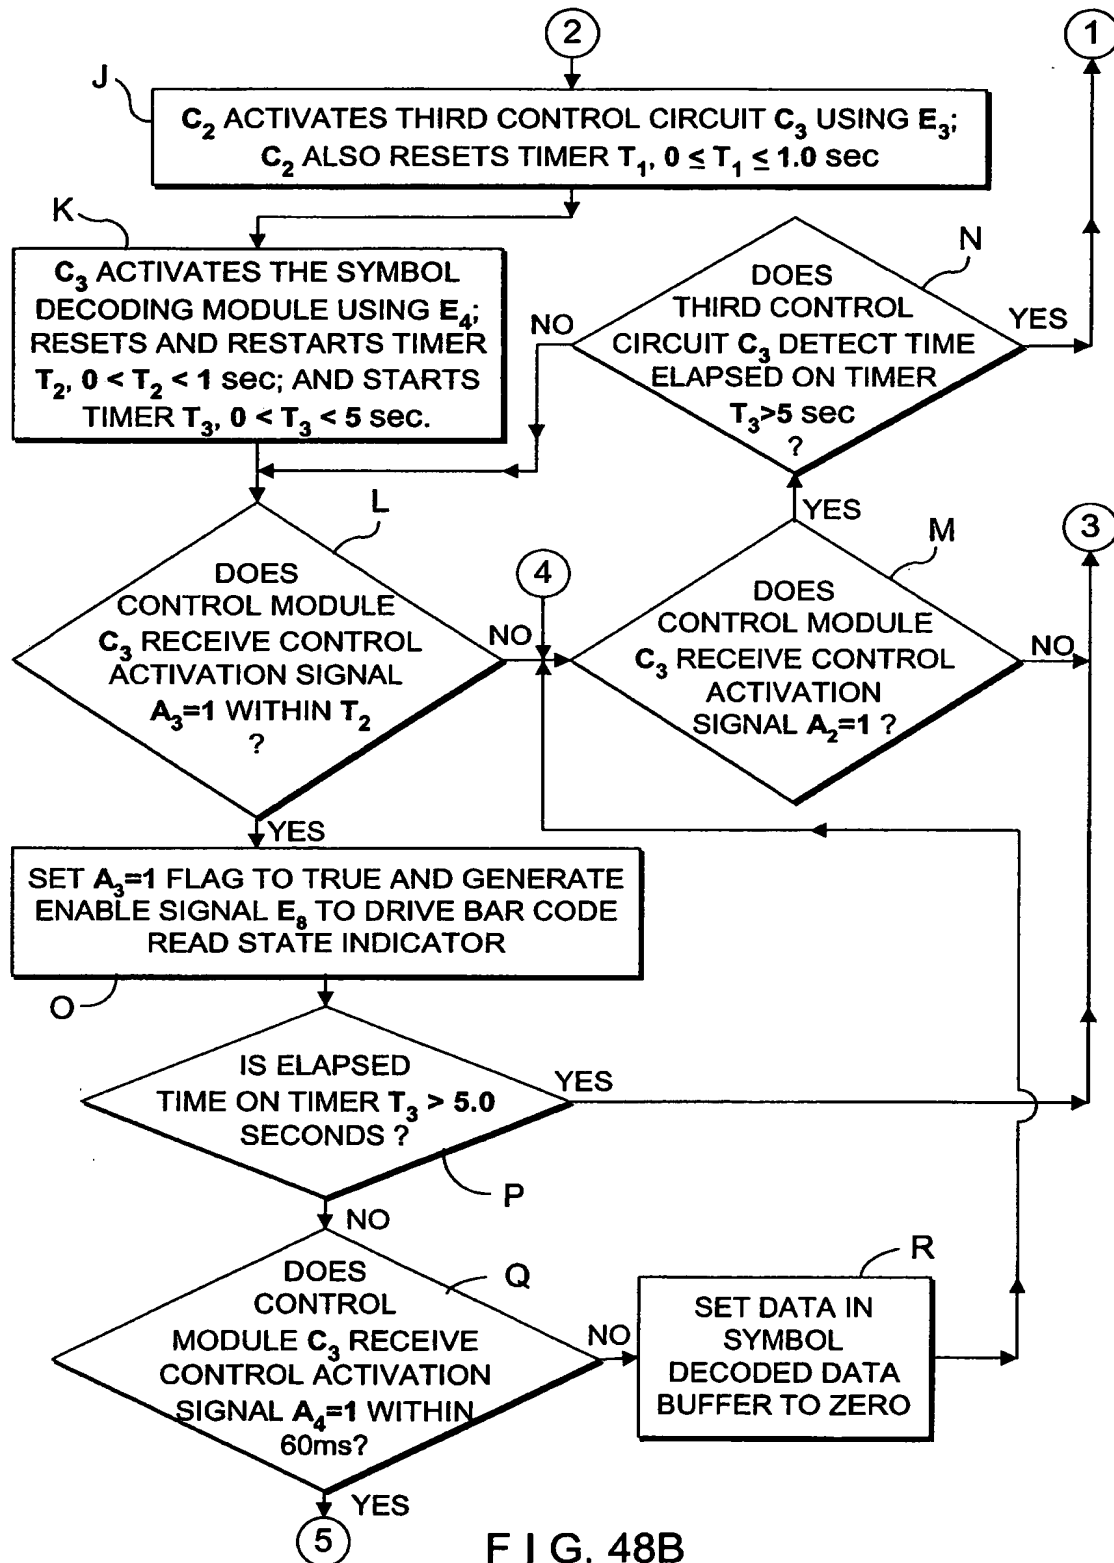 2
1
J
C2 ACTIVATES THIRD CONTROL CIRCUIT C3 USING E3;
C2 ALSO RESETS TIMER T1, 0 ≤ T1 ≤ 1.0 sec
K
C3 ACTIVATES THE SYMBOL
DECODING MODULE USING E4;
RESETS AND RESTARTS TIMER
T2, 0 < T2 < 1 sec; AND STARTS
TIMER T3, 0 < T3 < 5 sec.
N
DOES
THIRD CONTROL
CIRCUIT C3 DETECT TIME
ELAPSED ON TIMER
T3>5 sec
?
NO
YES
L
DOES
CONTROL MODULE
C3 RECEIVE CONTROL
ACTIVATION SIGNAL
A3=1 WITHIN T2
?
NO
4
YES
M
DOES
CONTROL MODULE
C3 RECEIVE CONTROL
ACTIVATION
SIGNAL A2=1 ?
NO
3
YES
SET A3=1 FLAG TO TRUE AND GENERATE
ENABLE SIGNAL E8 TO DRIVE BAR CODE
READ STATE INDICATOR
O
IS ELAPSED
TIME ON TIMER T3 > 5.0
SECONDS ?
YES
P
NO
DOES
CONTROL
MODULE C3 RECEIVE
CONTROL ACTIVATION
SIGNAL A4=1 WITHIN
60ms?
Q
NO
R
SET DATA IN
SYMBOL
DECODED DATA
BUFFER TO ZERO
YES
5
F I G. 48B